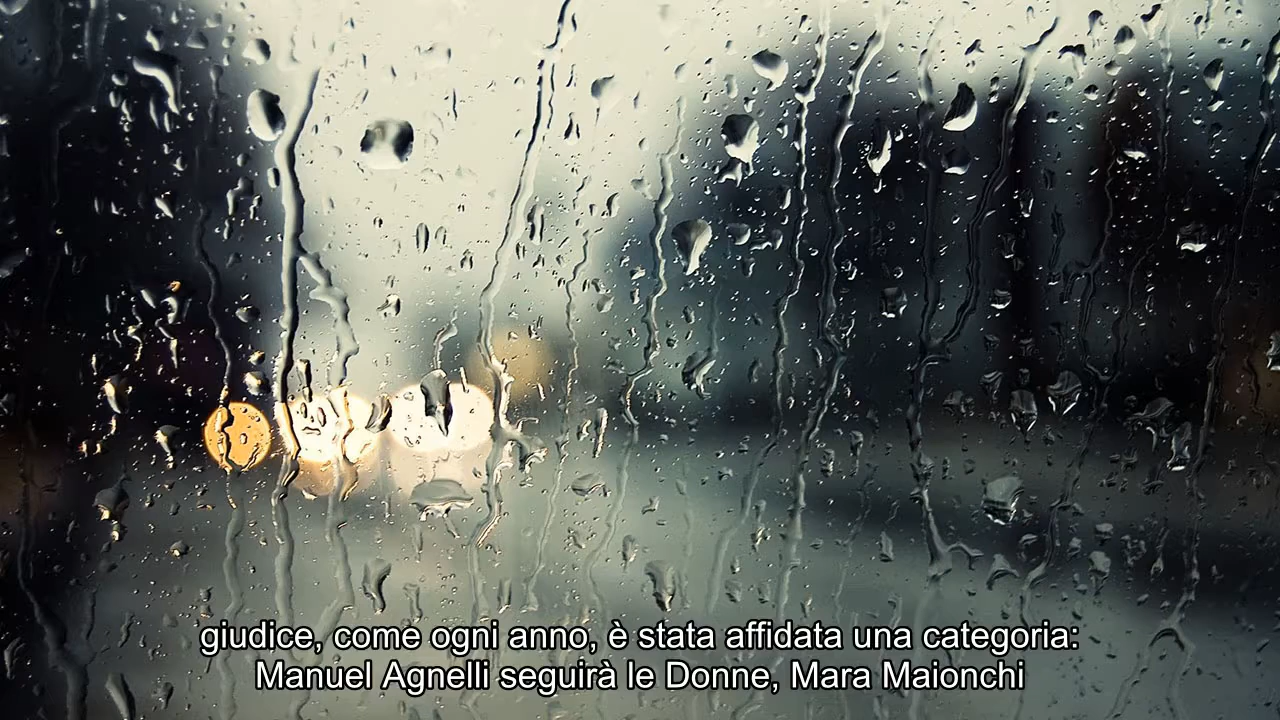 giudice, come ogni anno, è stata affidata una categoria:
Manuel Agnelli seguirà le Donne, Mara Maionchi